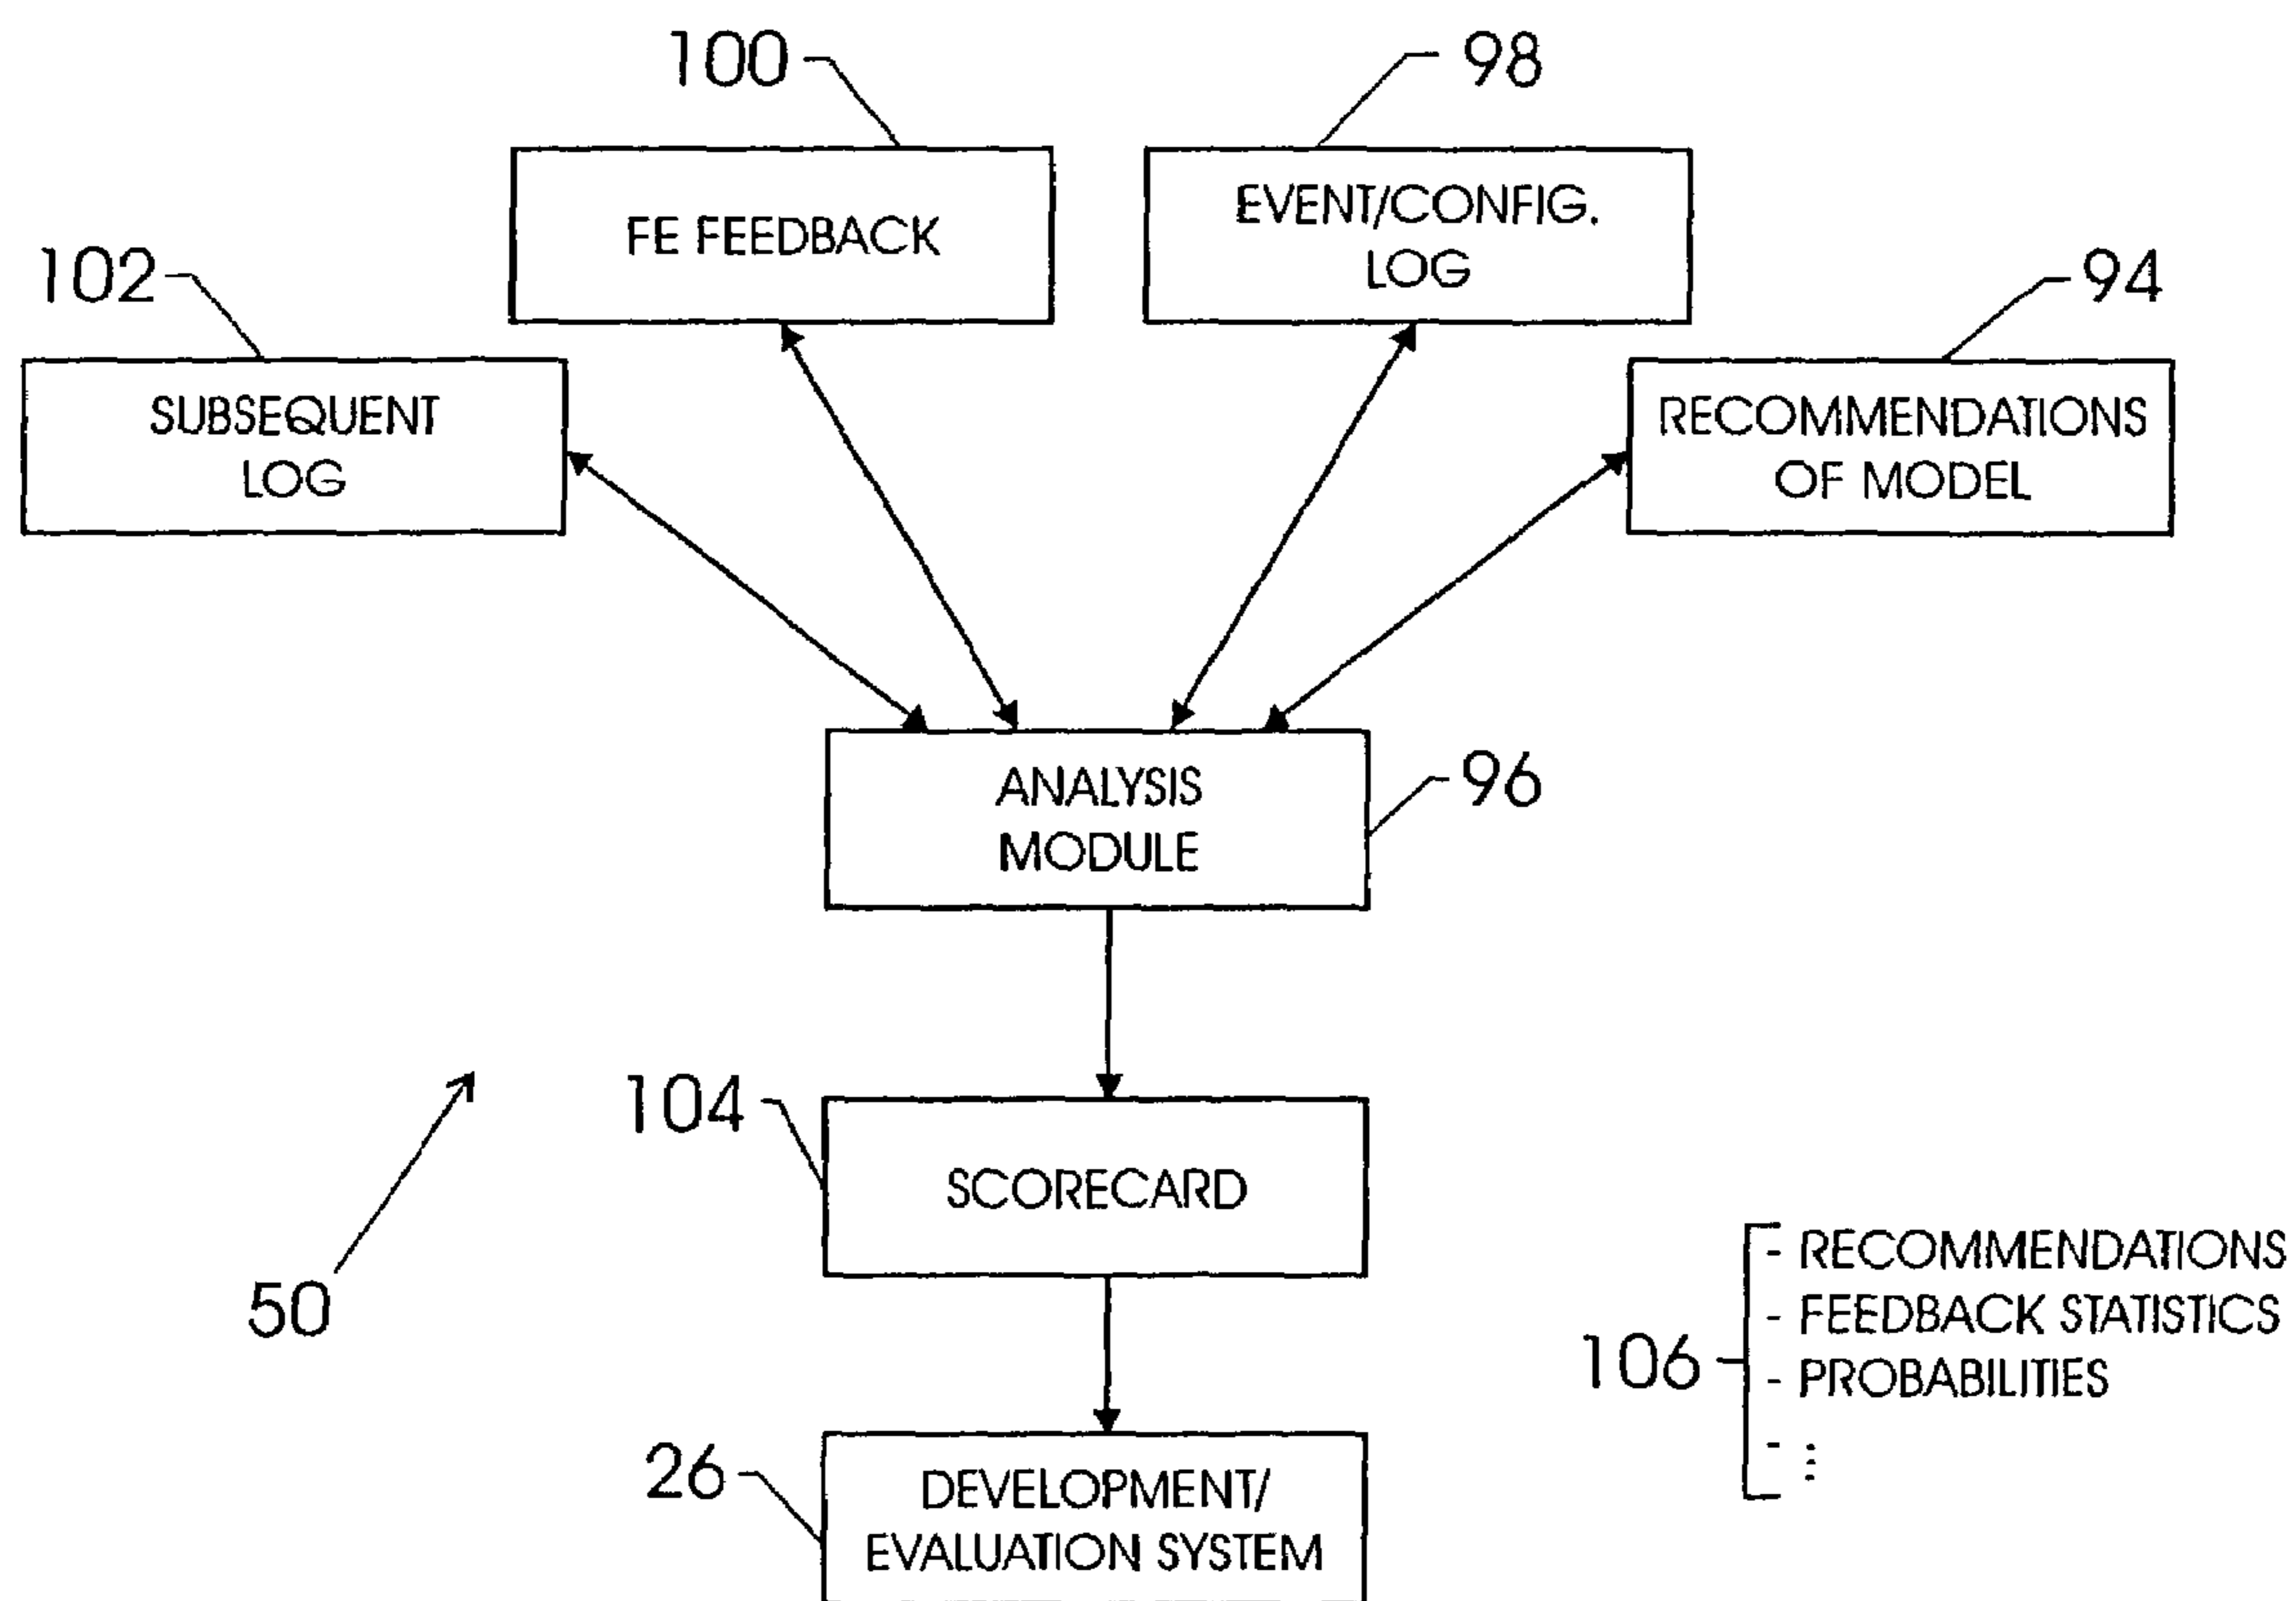 100
98
FE FEEDBACK
EVENT/CONFIG.
LOG
102
94
SUBSEQUENT
LOG
RECOMMENDATIONS
OF MODEL
ANALYSIS
MODULE
96
104
SCORECARD
50
106
- RECOMMENDATIONS
- FEEDBACK STATISTICS
- PROBABILITIES
- ⋮
26
DEVELOPMENT/
EVALUATION SYSTEM